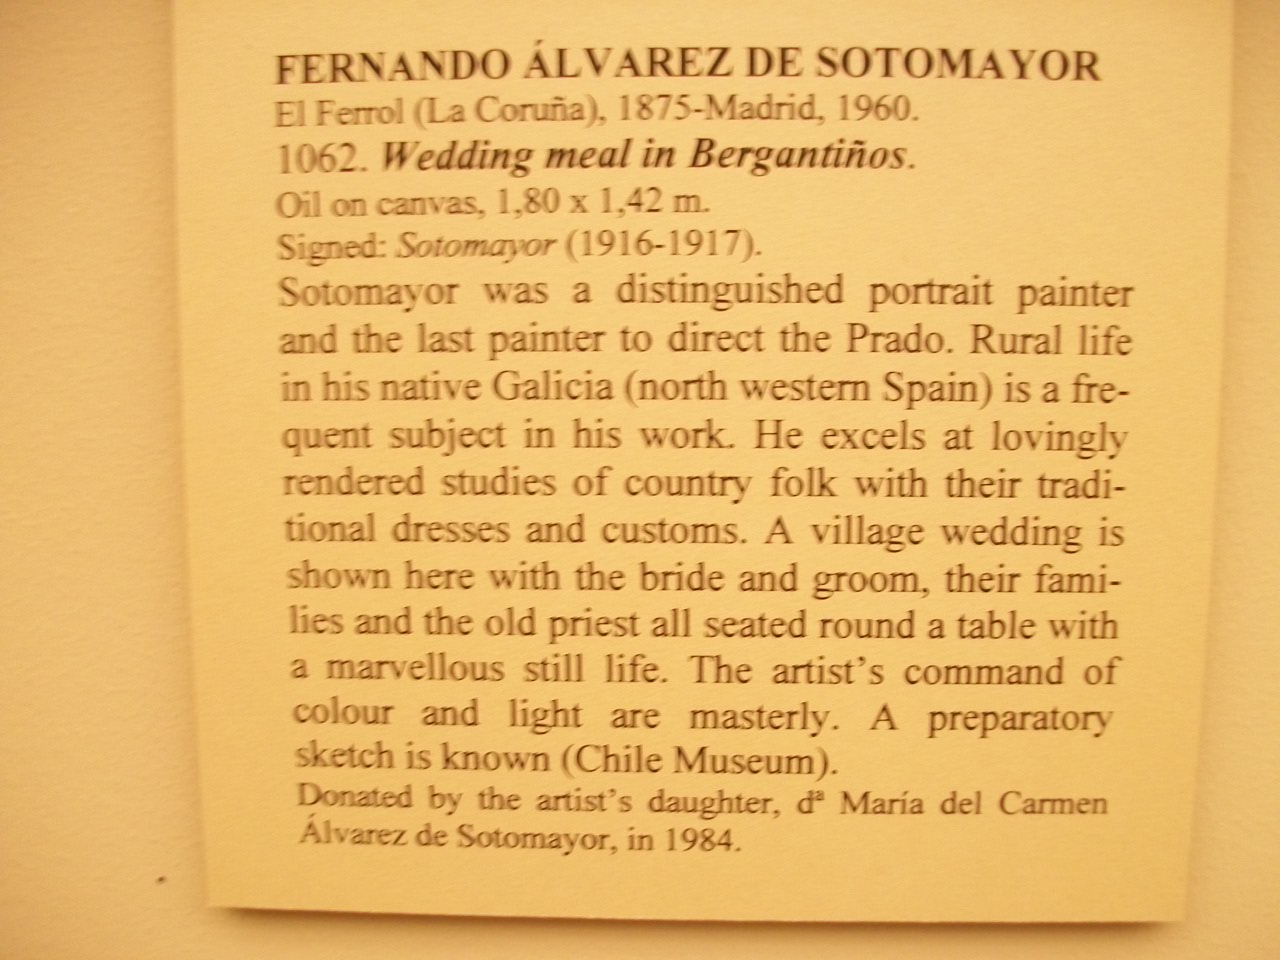 FERNANDO ÁLVAREZ DE SOTOMAYOR
El Ferrol (La Coruña), 1875-Madrid, 1960.
1062. Wedding meal in Bergantiños.
Oil on canvas, 1,80 x 1,42 m.
Signed: Sotomayor (1916-1917).
Sotomayor was a distinguished portrait painter
and the last painter to direct the Prado. Rural life
in his native Galicia (north western Spain) is a fre-
quent subject in his work. He excels at lovingly
rendered studies of country folk with their tradi-
tional dresses and customs. A village wedding is
shown here with the bride and groom, their fami-
lies and the old priest all seated round a table with
a marvellous still life. The artist's command of
colour and light are masterly. A preparatory
sketch is known (Chile Museum).
Donated by the artist's daughter, dª María del Carmen
Álvarez de Sotomayor, in 1984.